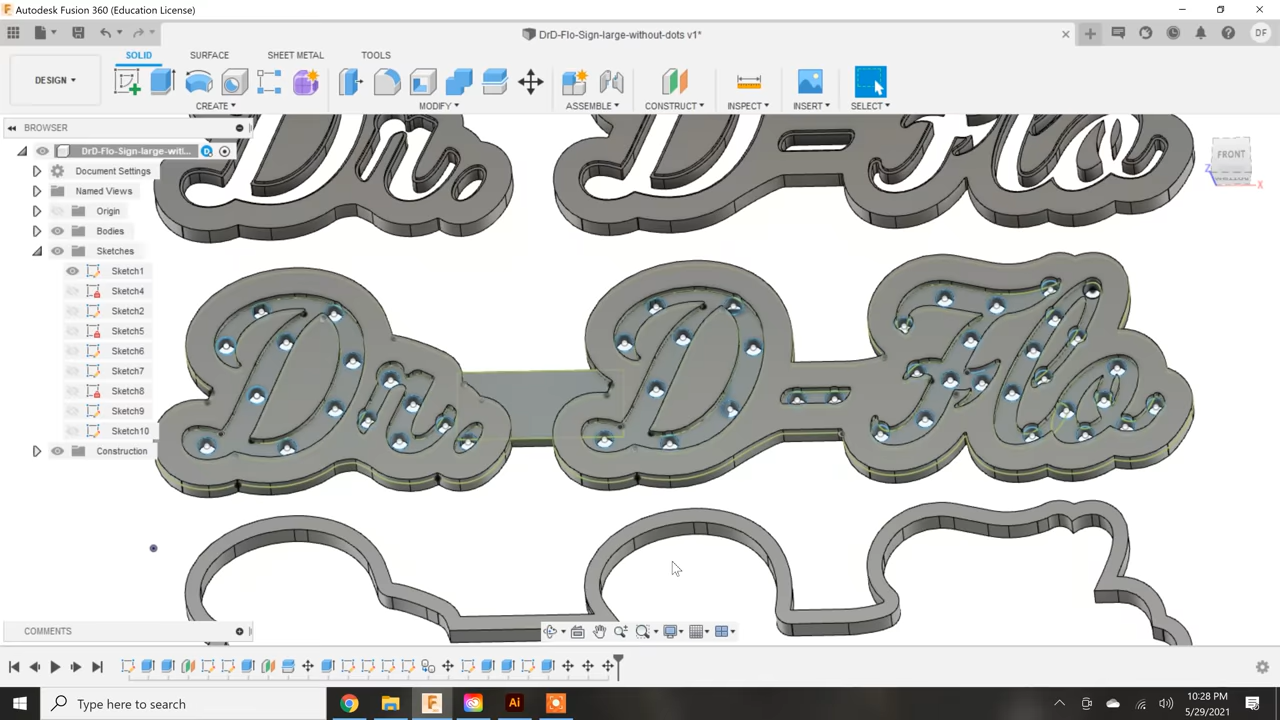 Autodesk Fusion 360 (Education License)
DrD-Flo-Sign-large-without-dots v1*
DF
SOLID SURFACE SHEET METAL TOOLS
DESIGN
CREATE MODIFY ASSEMBLE CONSTRUCT INSPECT INSERT SELECT
BROWSER
DrD-Flo-Sign-large-wit...
Document Settings
Named Views
Origin
Bodies
Sketches
Sketch1
Sketch4
Sketch2
Sketch5
Sketch6
Sketch7
Sketch8
Sketch9
Sketch10
Construction
FRONT
Z
X
Dr. D-Flo
Dr. D-Flo
COMMENTS
Type here to search
Ai
10:28 PM
5/29/2021